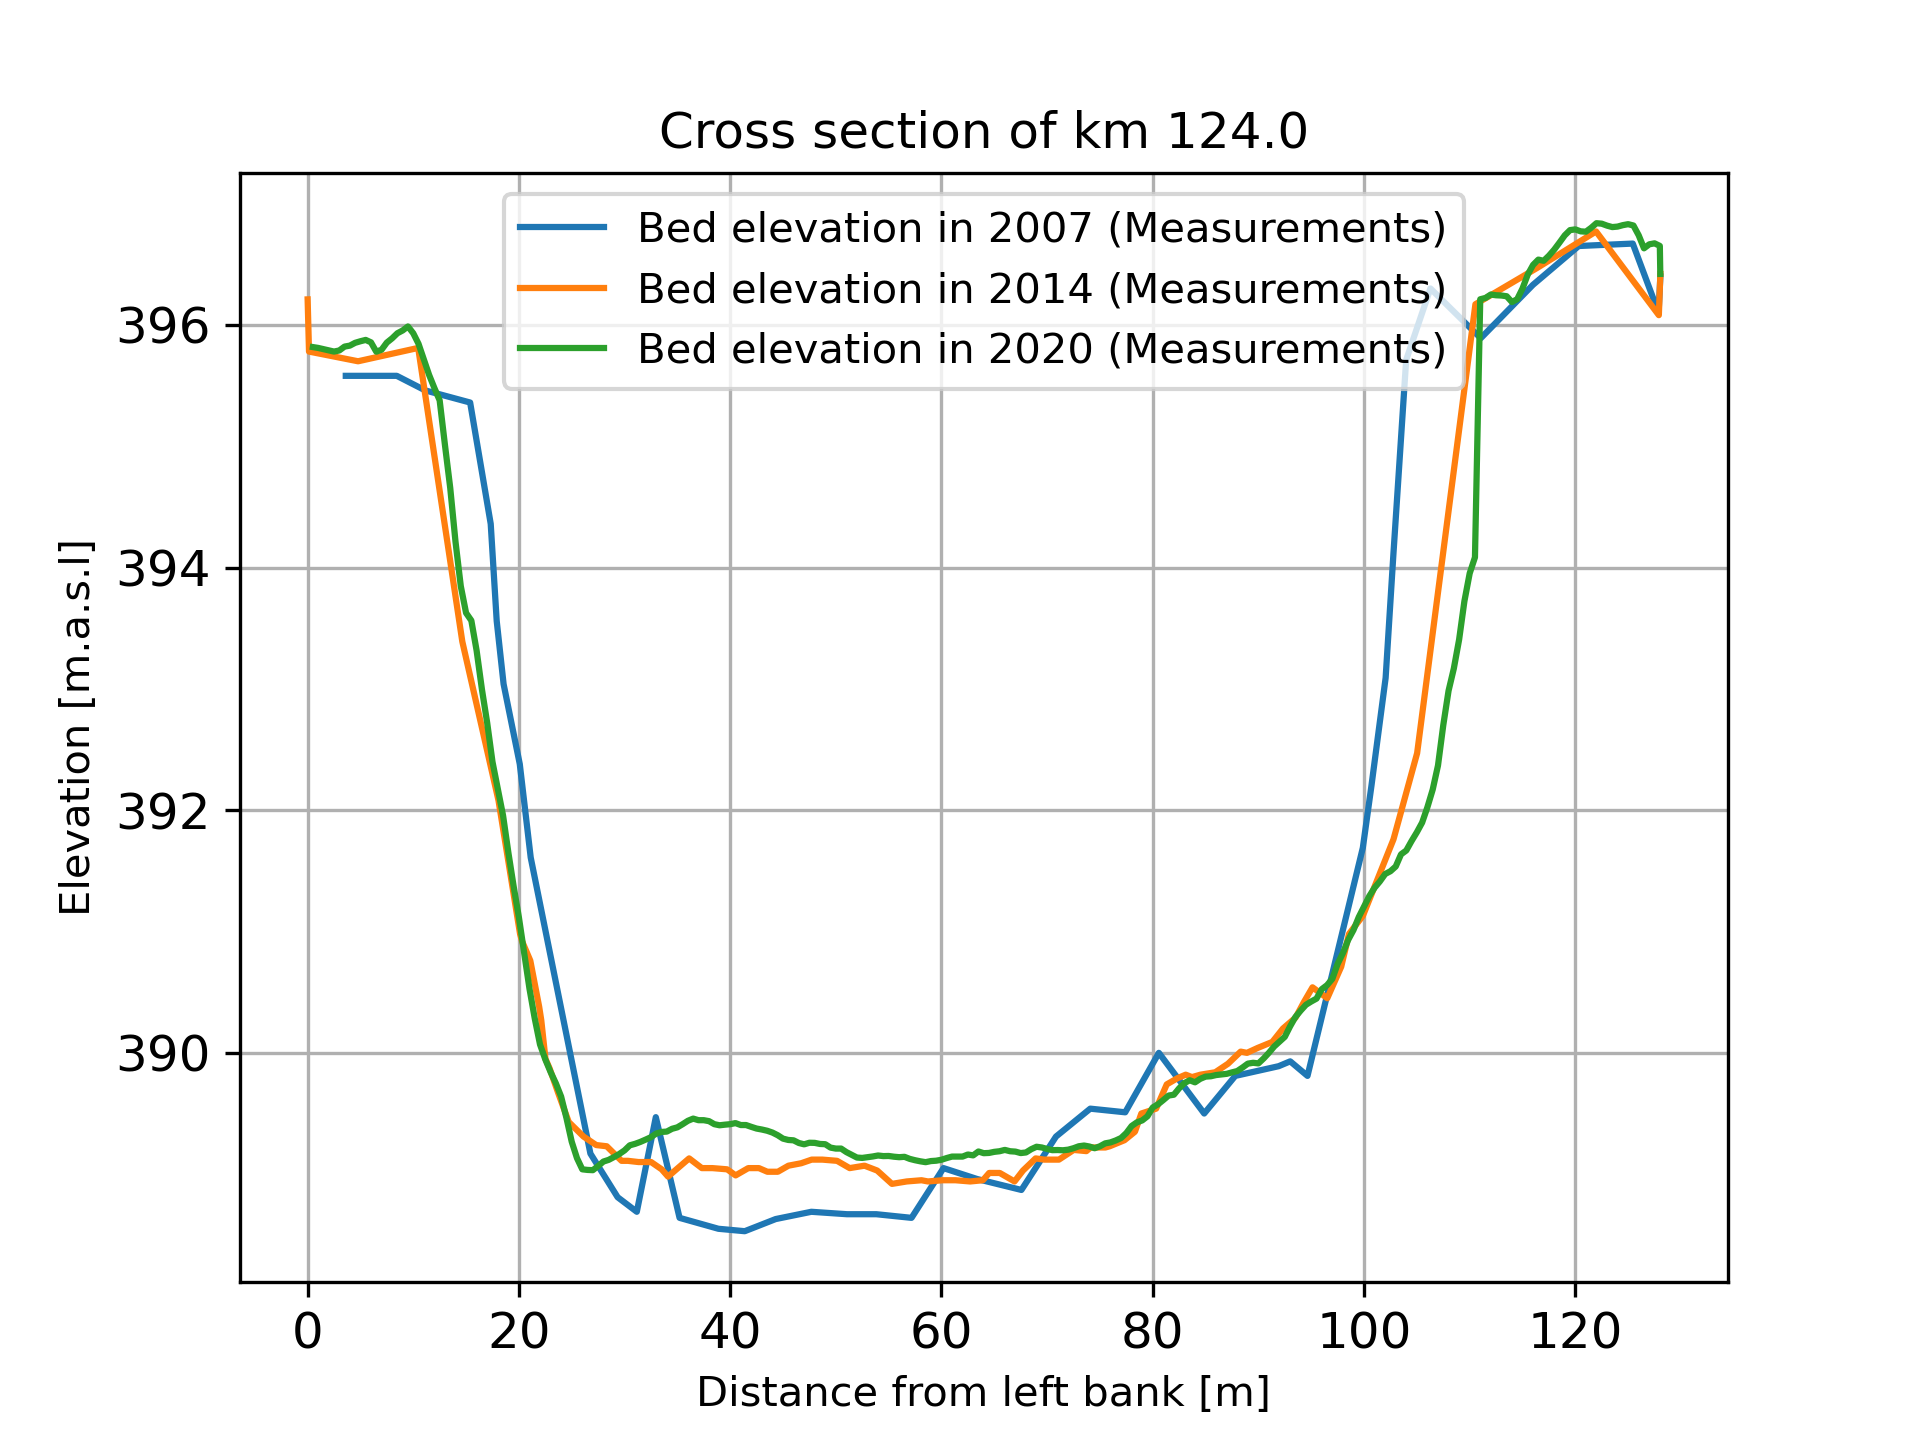 Cross section of km 124.0
Bed elevation in 2007 (Measurements)
Bed elevation in 2014 (Measurements)
Bed elevation in 2020 (Measurements)
Elevation [m.a.s.l]
396
394
392
390
0 20 40 60 80 100 120
Distance from left bank [m]